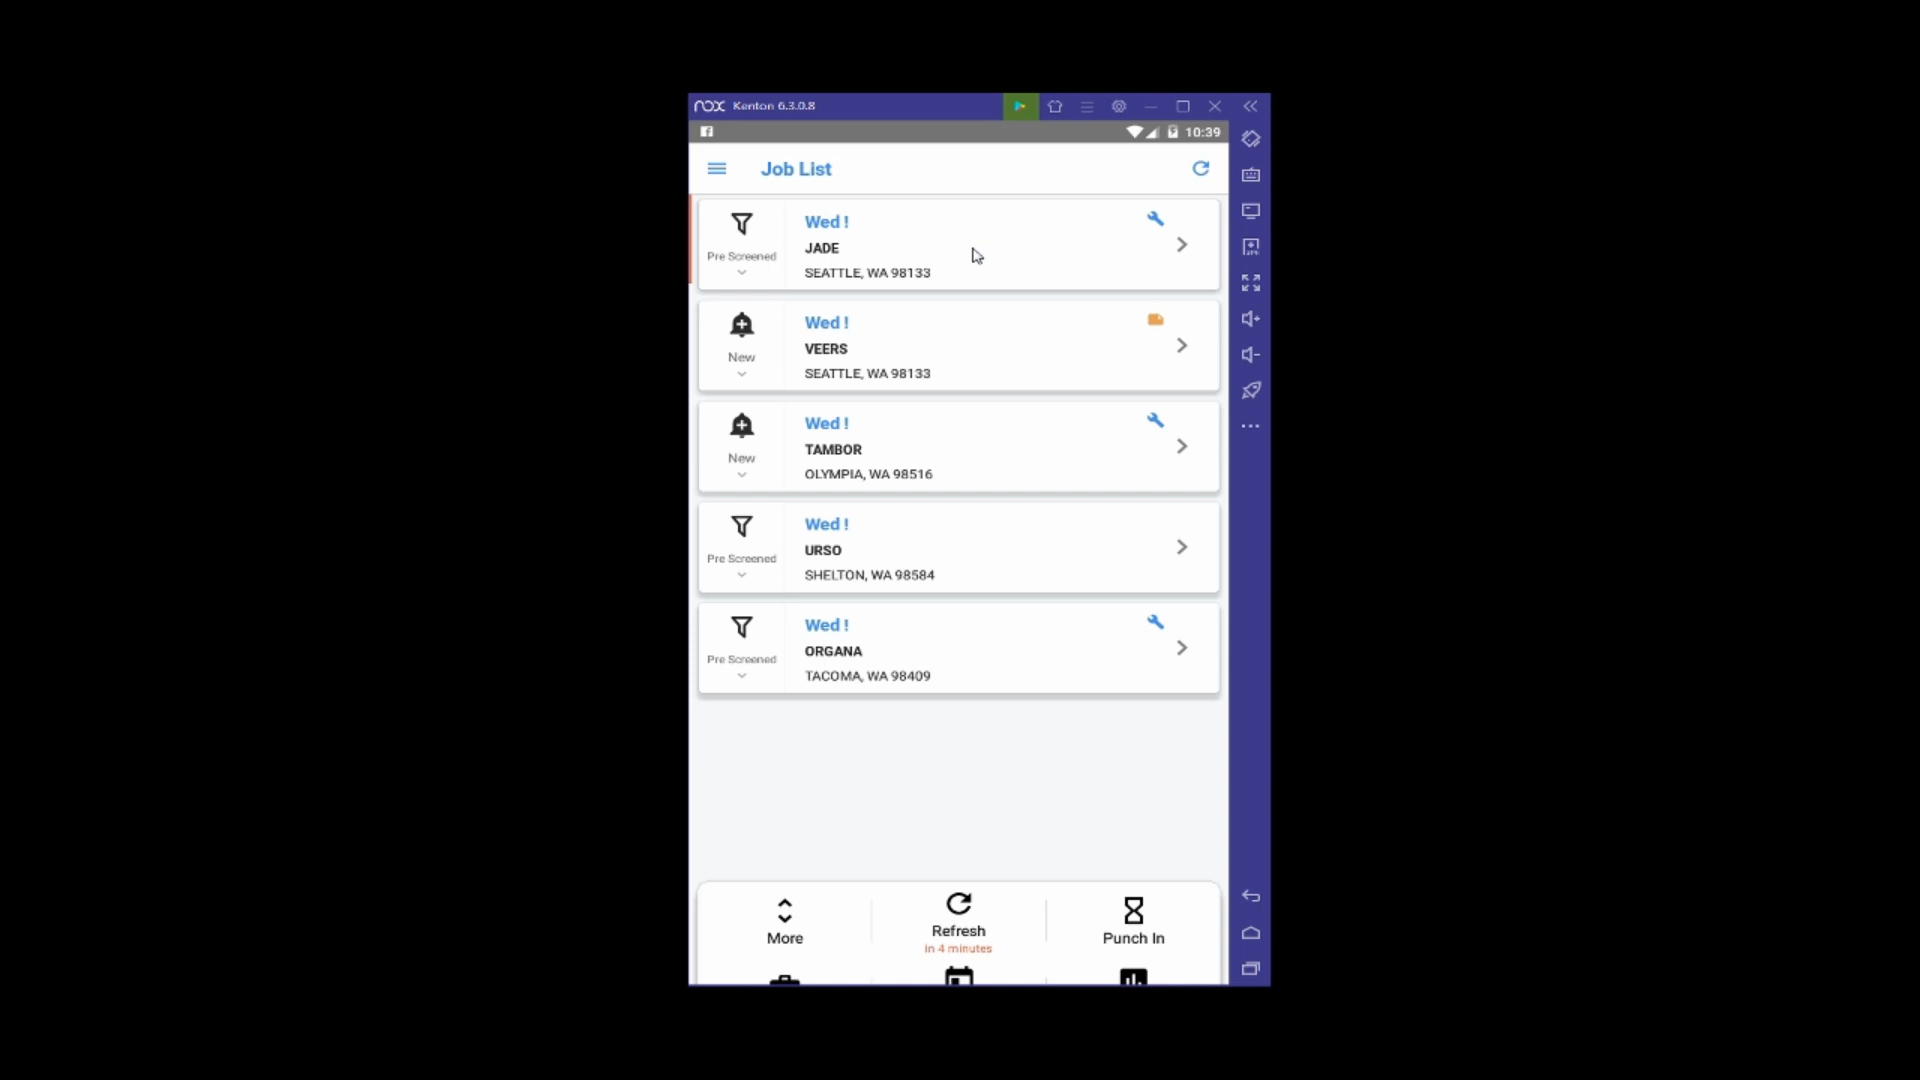 nox Kenton 6.3.0.8
10:39
Job List
Wed !
JADE
SEATTLE, WA 98133
Pre Screened
Wed !
VEERS
SEATTLE, WA 98133
New
Wed !
TAMBOR
OLYMPIA, WA 98516
New
Wed !
URSO
SHELTON, WA 98584
Pre Screened
Wed !
ORGANA
TACOMA, WA 98409
Pre Screened
More
Refresh
in 4 minutes
Punch In